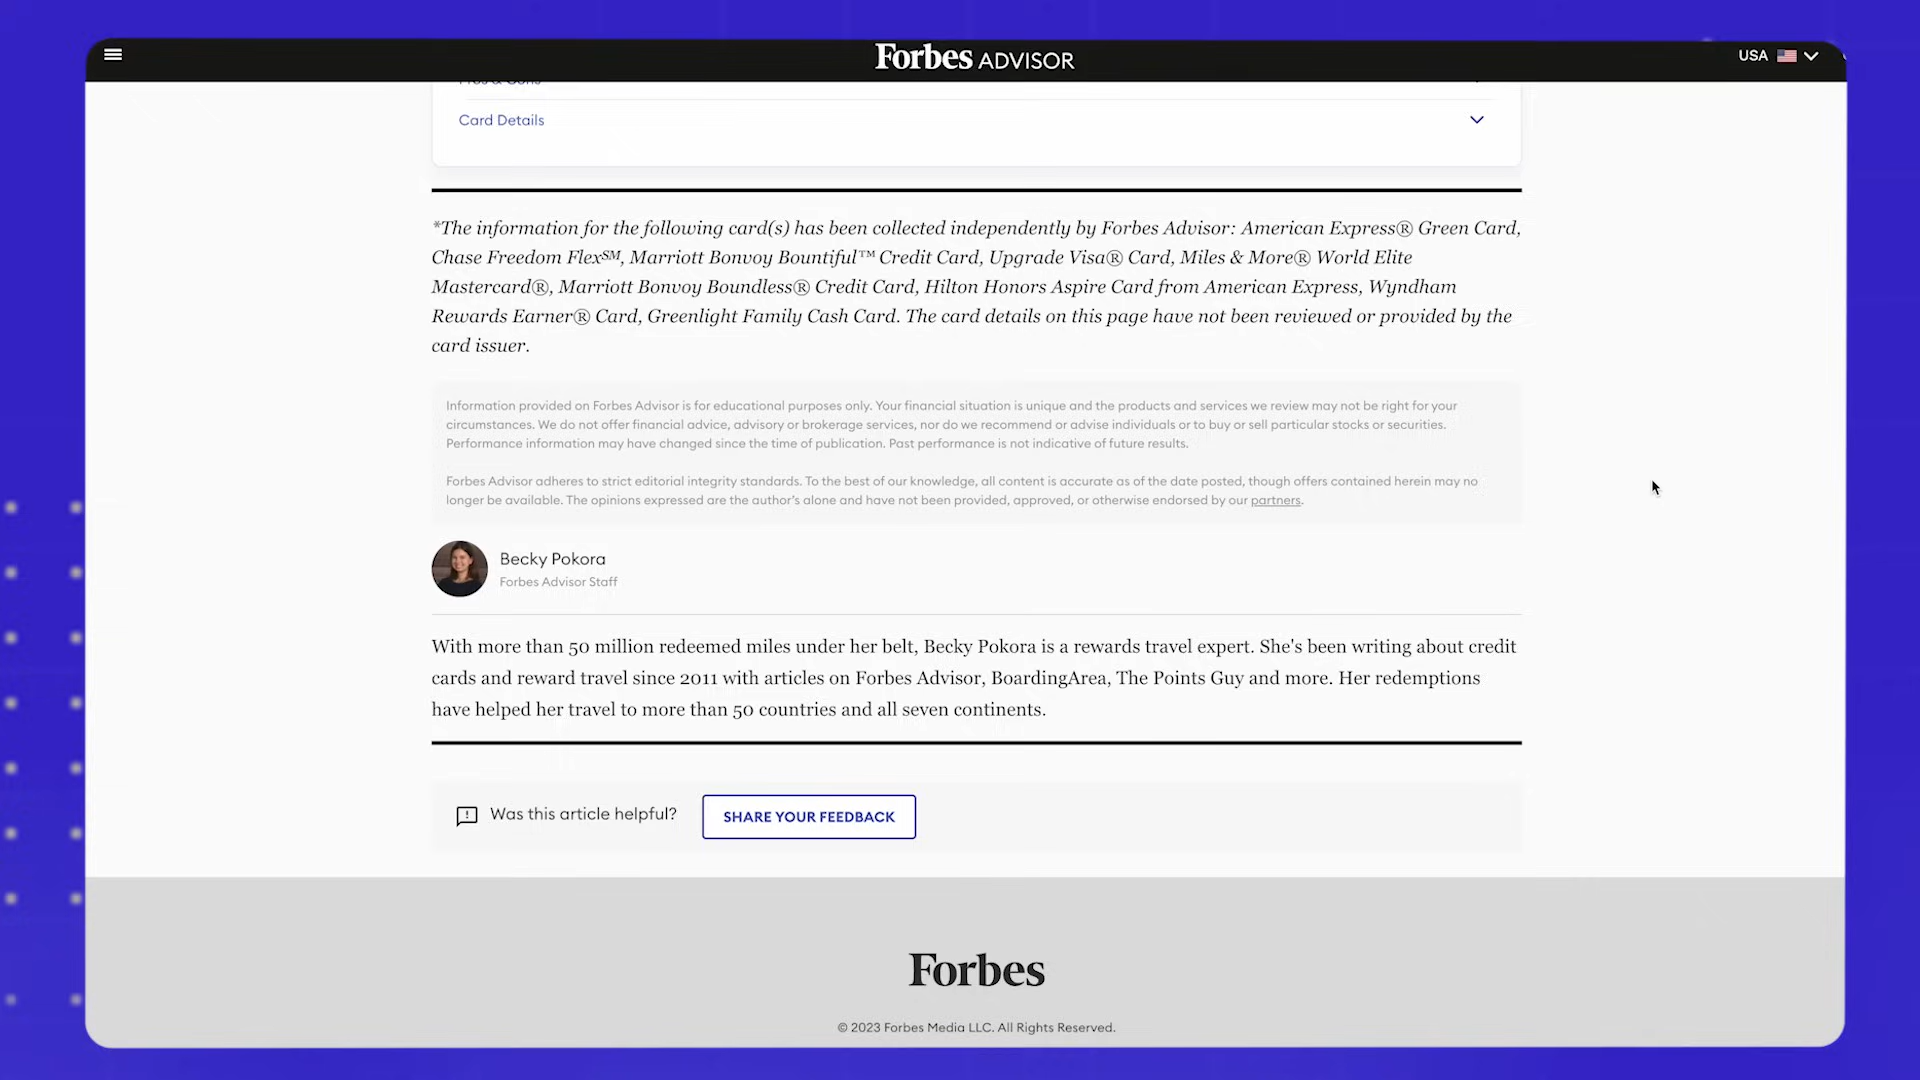 Forbes ADVISOR
USA
Card Details
*The information for the following card(s) has been collected independently by Forbes Advisor: American Express® Green Card,
Chase Freedom Flex℠, Marriott Bonvoy Bountiful™ Credit Card, Upgrade Visa® Card, Miles & More® World Elite
Mastercard®, Marriott Bonvoy Boundless® Credit Card, Hilton Honors Aspire Card from American Express, Wyndham
Rewards Earner® Card, Greenlight Family Cash Card. The card details on this page have not been reviewed or provided by the
card issuer.
Information provided on Forbes Advisor is for educational purposes only. Your financial situation is unique and the products and services we review may not be right for your
circumstances. We do not offer financial advice, advisory or brokerage services, nor do we recommend or advise individuals or to buy or sell particular stocks or securities.
Performance information may have changed since the time of publication. Past performance is not indicative of future results.
Forbes Advisor adheres to strict editorial integrity standards. To the best of our knowledge, all content is accurate as of the date posted, though offers contained herein may no
longer be available. The opinions expressed are the author's alone and have not been provided, approved, or otherwise endorsed by our partners.
Becky Pokora
Forbes Advisor Staff
With more than 50 million redeemed miles under her belt, Becky Pokora is a rewards travel expert. She's been writing about credit
cards and reward travel since 2011 with articles on Forbes Advisor, BoardingArea, The Points Guy and more. Her redemptions
have helped her travel to more than 50 countries and all seven continents.
Was this article helpful?
SHARE YOUR FEEDBACK
Forbes
© 2023 Forbes Media LLC. All Rights Reserved.